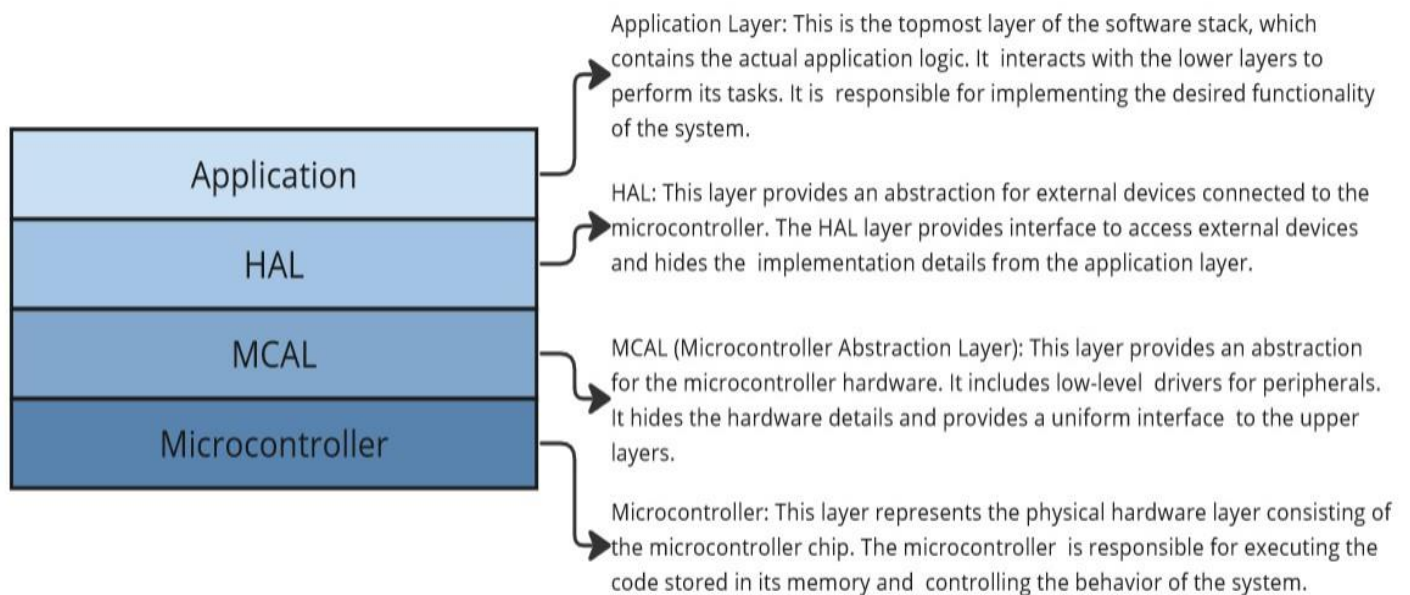 Application Layer: This is the topmost layer of the software stack, which
contains the actual application logic. It interacts with the lower layers to
perform its tasks. It is responsible for implementing the desired functionality
of the system.
Application
HAL: This layer provides an abstraction for external devices connected to the
microcontroller. The HAL layer provides interface to access external devices
and hides the implementation details from the application layer.
HAL
MCAL
MCAL (Microcontroller Abstraction Layer): This layer provides an abstraction
for the microcontroller hardware. It includes low-level drivers for peripherals.
It hides the hardware details and provides a uniform interface to the upper
layers.
Microcontroller
Microcontroller: This layer represents the physical hardware layer consisting of
the microcontroller chip. The microcontroller is responsible for executing the
code stored in its memory and controlling the behavior of the system.